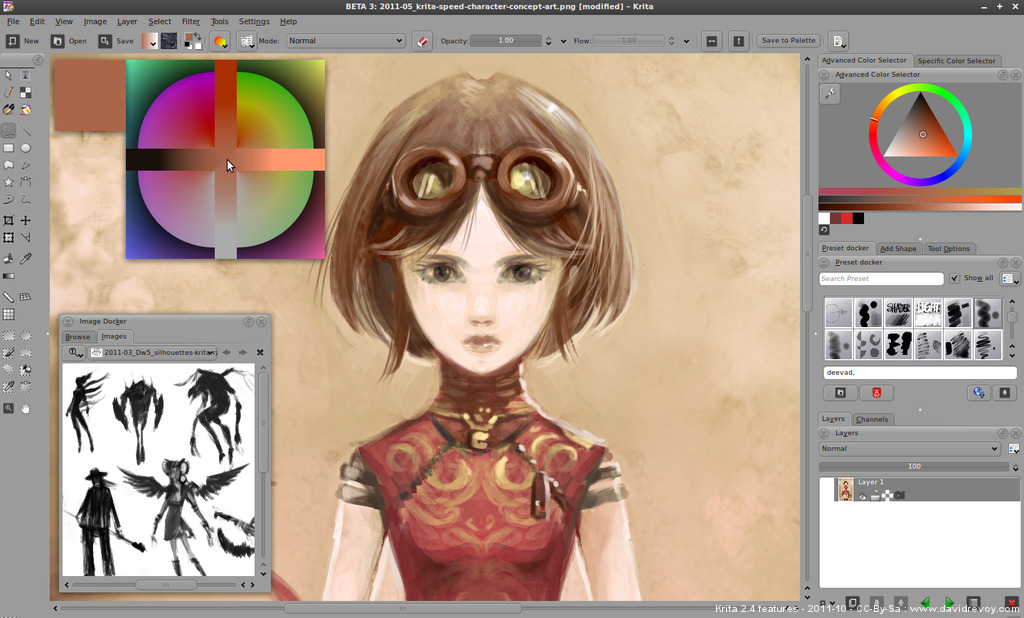 BETA 3: 2011-05_krita-speed-character-concept-art.png [modified] – Krita
File Edit View Image Layer Select Filter Tools Settings Help
New Open Save Mode: Normal Opacity: 1.00 Flow: 1.00 Save to Palette
Advanced Color Selector Specific Color Selector
Advanced Color Selector
Preset docker Add Shape Tool Options
Preset docker
Search Preset Show all
deevad,
Layers Channels
Layers
Normal
100
Layer 1
Image Docker
Browse Images
2011-03_Dw5_silhouettes-krita
Krita 2.4 features - 2011-10 - CC-By-Sa : www.davidrevoy.com